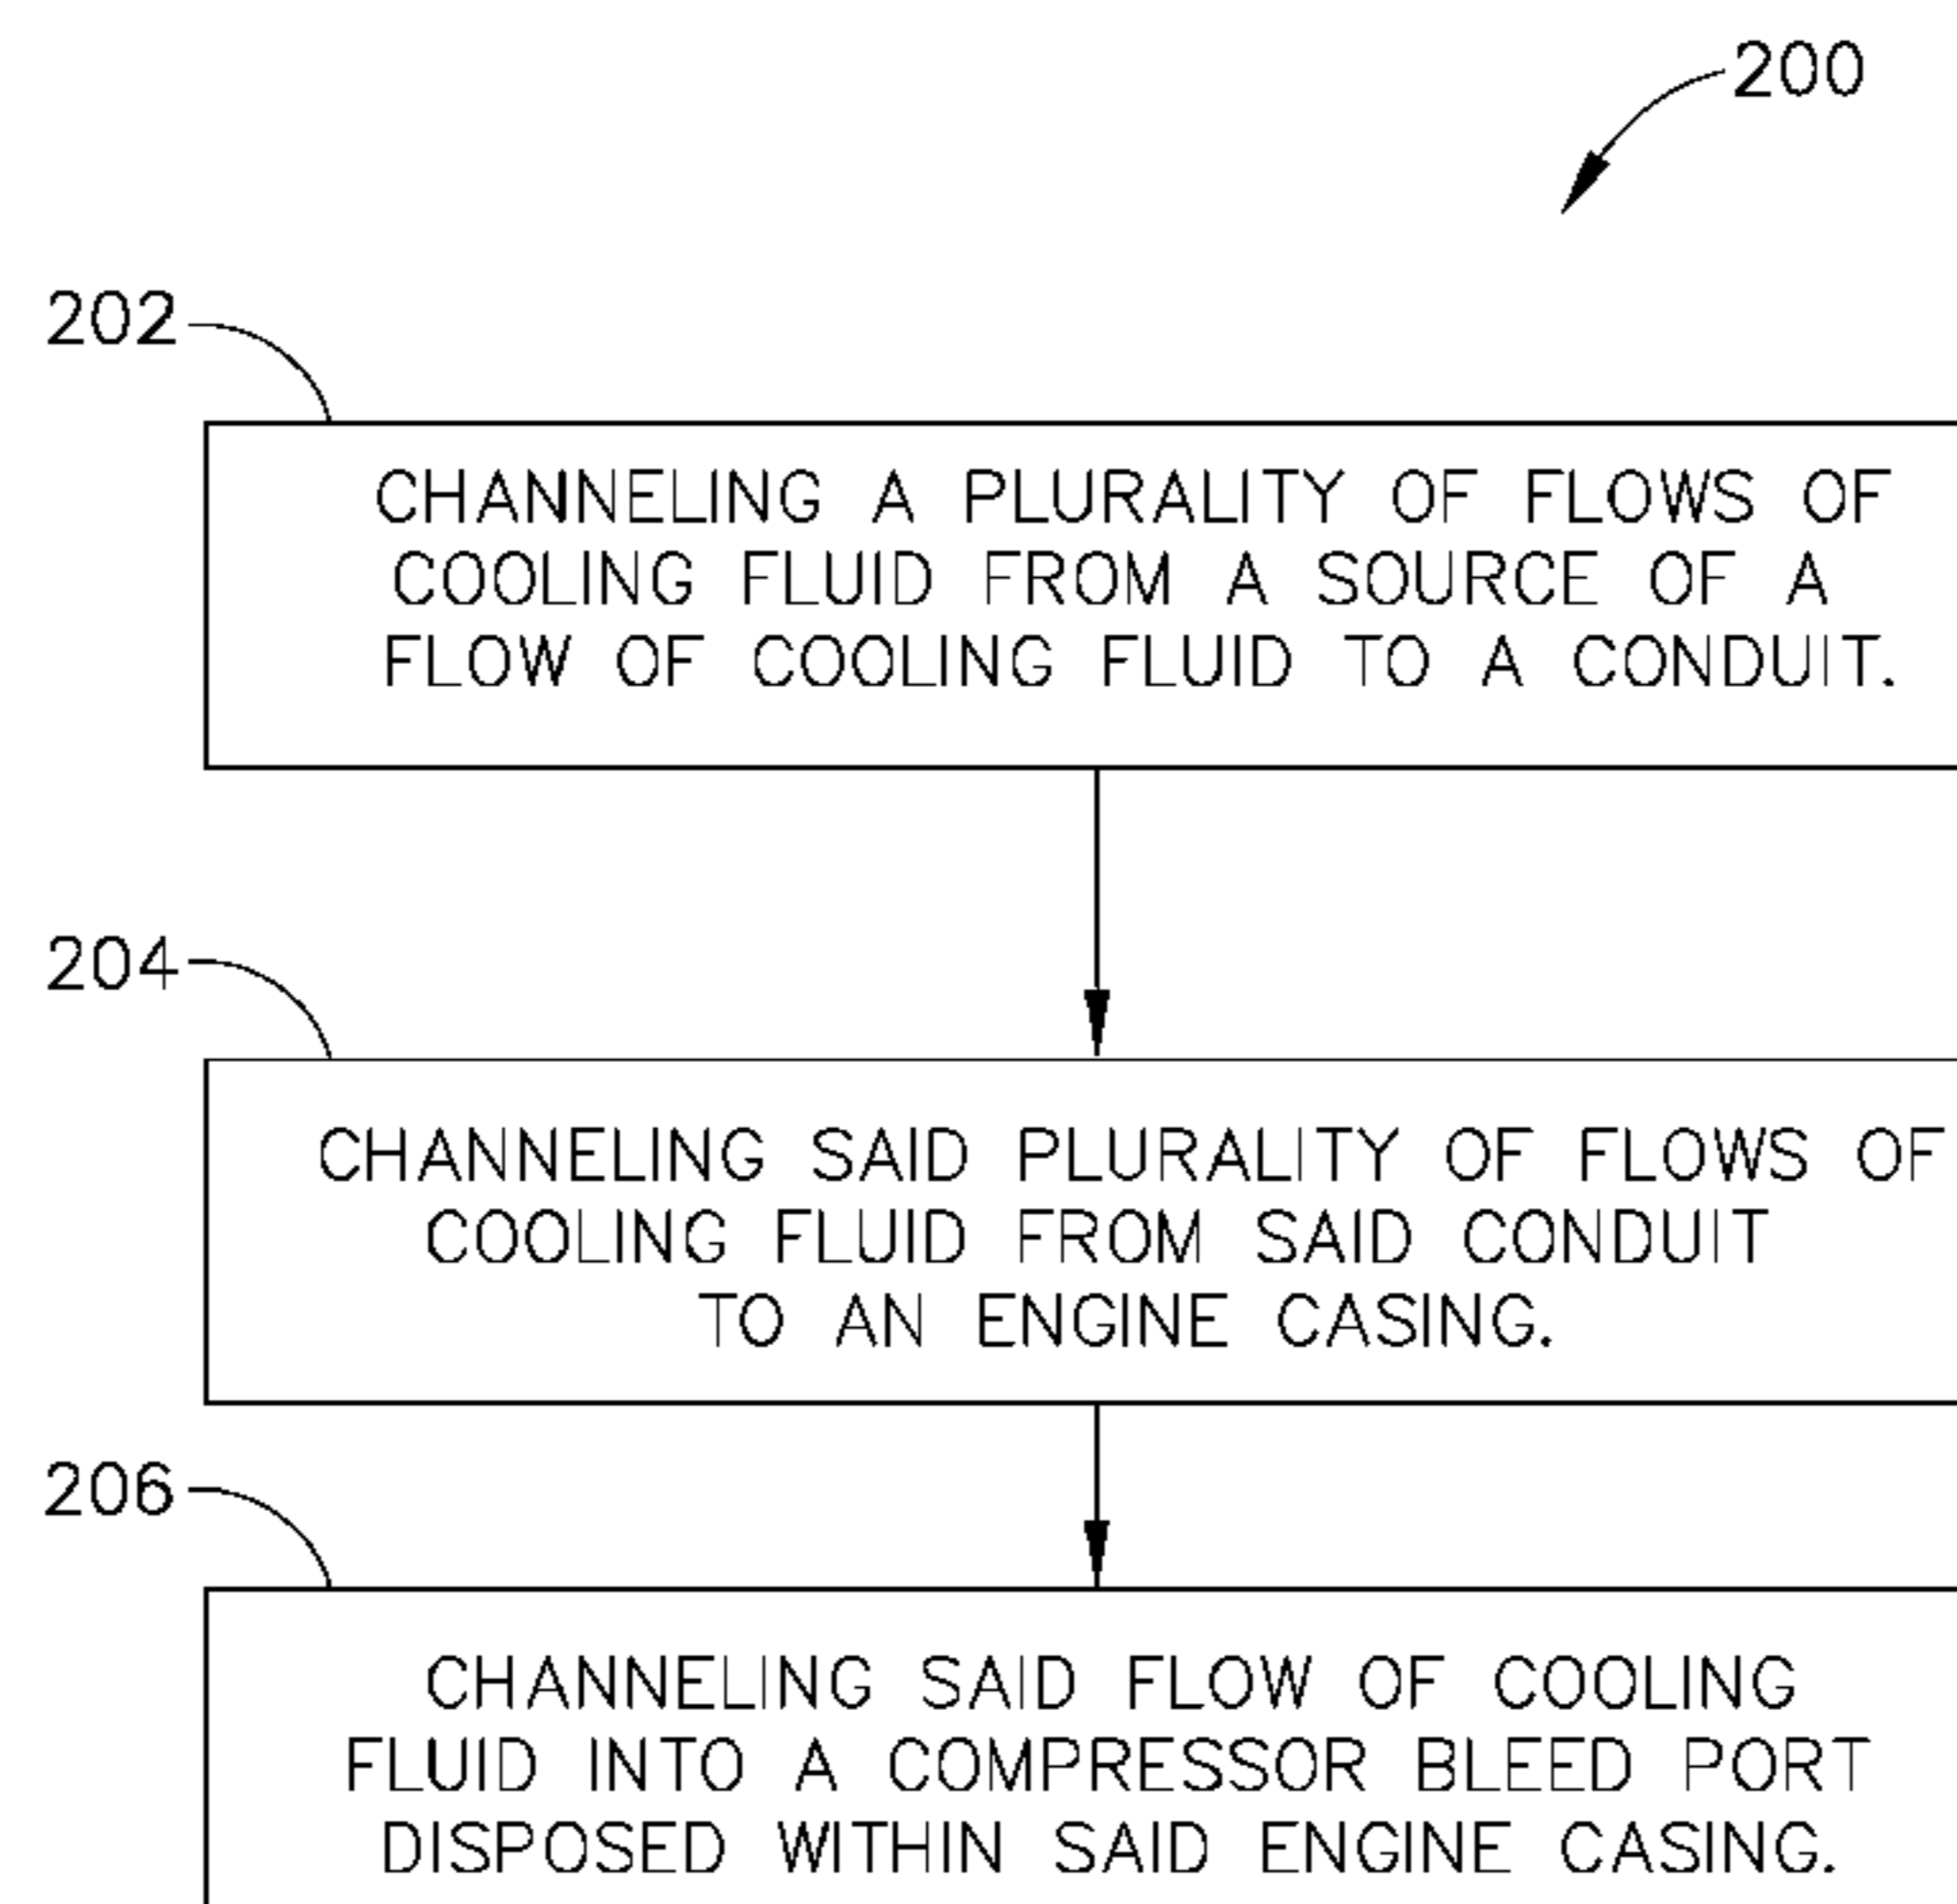 200
202
CHANNELING A PLURALITY OF FLOWS OF
COOLING FLUID FROM A SOURCE OF A
FLOW OF COOLING FLUID TO A CONDUIT.
204
CHANNELING SAID PLURALITY OF FLOWS OF
COOLING FLUID FROM SAID CONDUIT
TO AN ENGINE CASING.
206
CHANNELING SAID FLOW OF COOLING
FLUID INTO A COMPRESSOR BLEED PORT
DISPOSED WITHIN SAID ENGINE CASING.